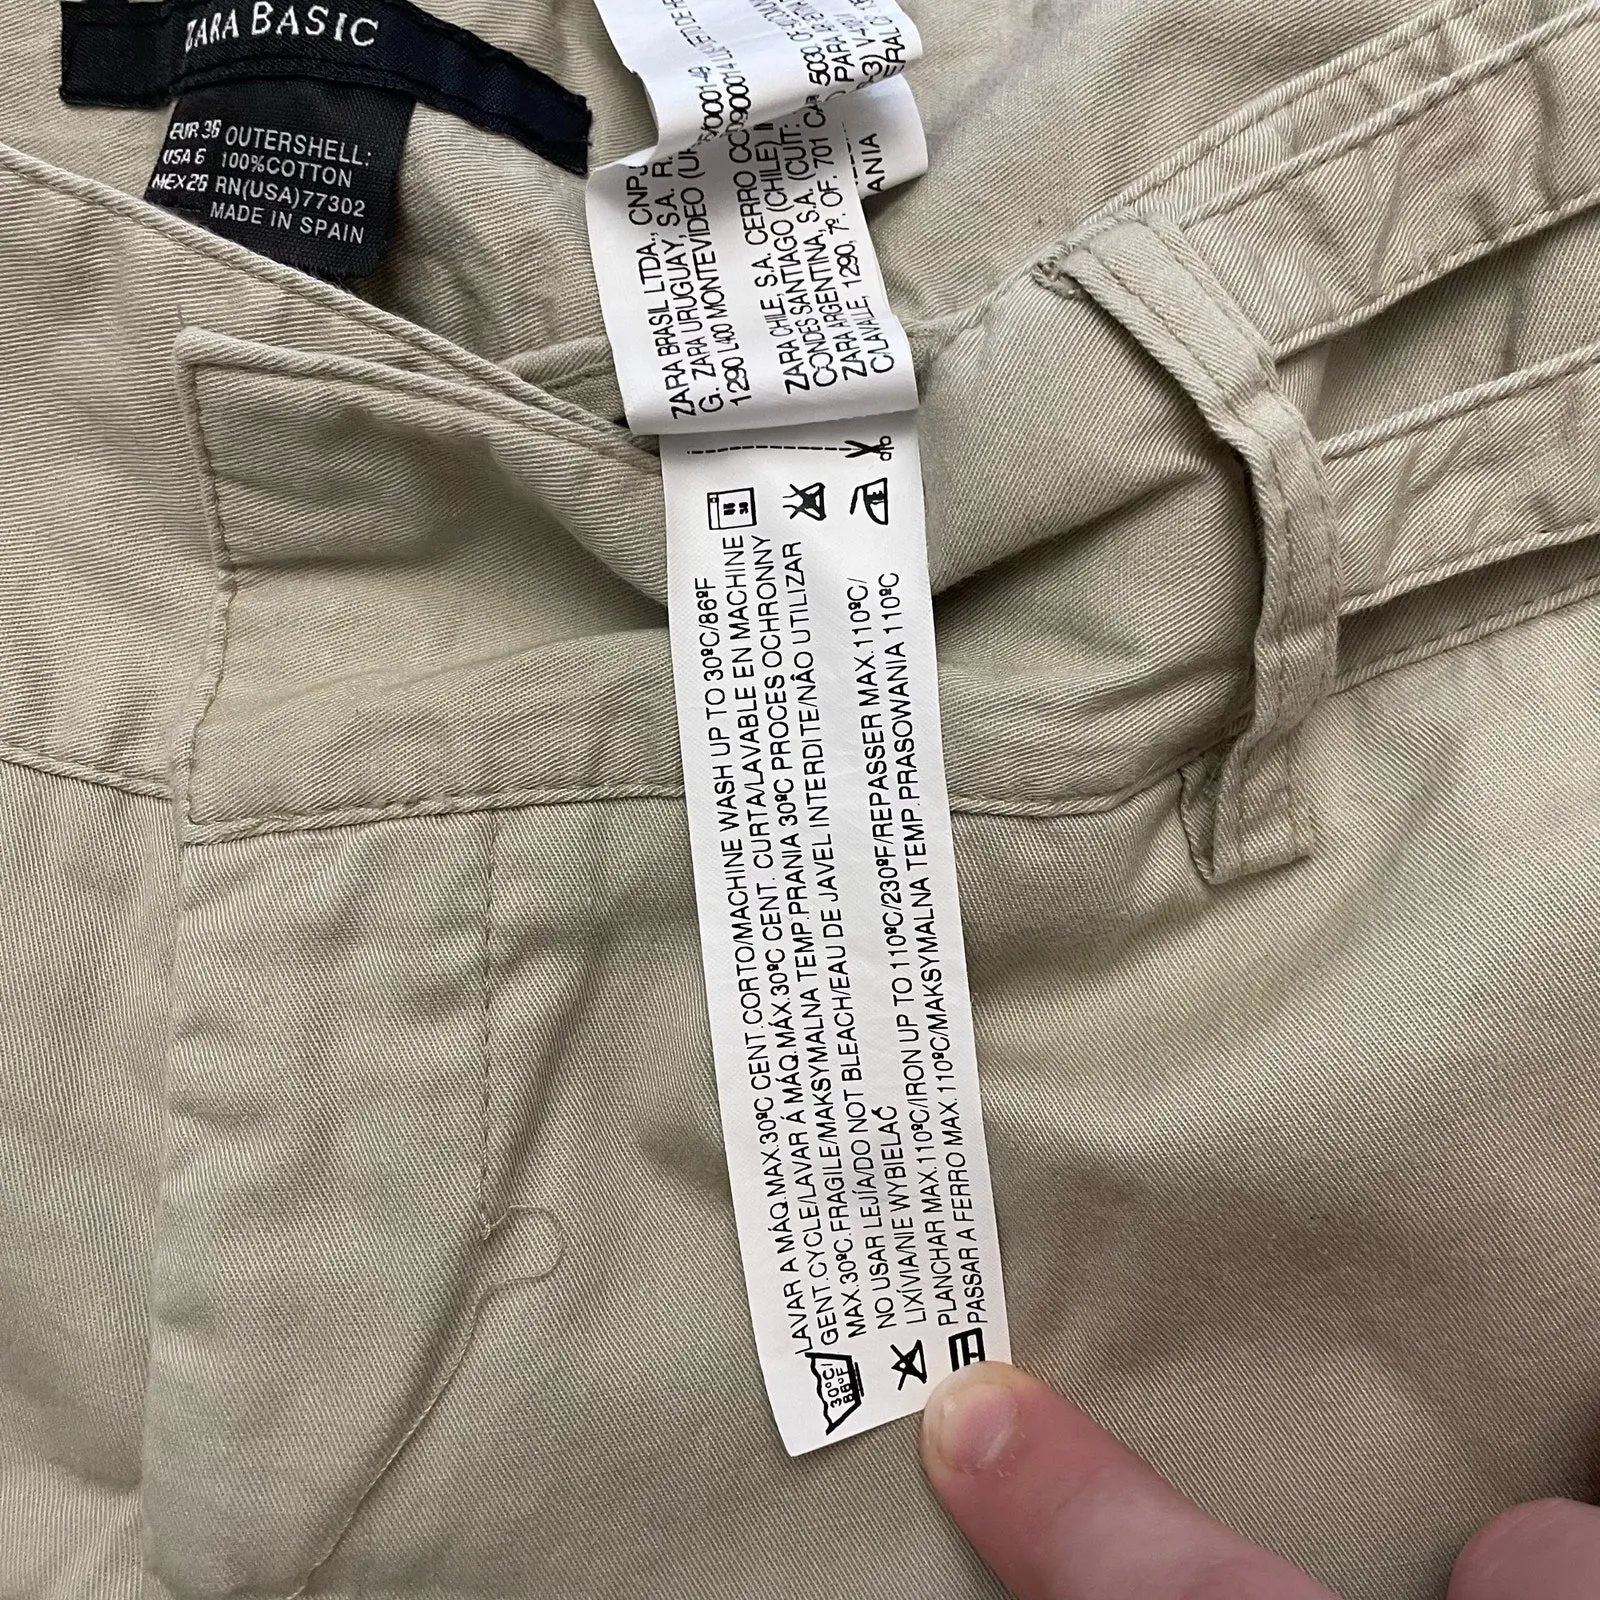 ZARA BASIC
EUR 36
USA 6
MEX 26
OUTERSHELL:
100%COTTON
RN(USA)77302
MADE IN SPAIN
ZARA BRASIL LTDA., CNPJ
G. ZARA URUGUAY, S.A. R.
1290 L400 MONTEVIDEO
ZARA CHILE, S.A. CERRO
CONDES SANTIAGO (CHILE)
ZARA ARGENTINA, S.A. (CUIT:
C/LAVALLE, 1290, 7º. OF. 701
ANIA
LAVAR A MÁQ.MAX.30ºC CENT.CORTO/MACHINE WASH UP TO 30ºC/86ºF
GENT.CYCLE/LAVAR Á MÁQ.MÁX.30ºC CENT. CURTA/LAVABLE EN MACHINE
MAX.30ºC.FRAGILE/MAKSYMALNA TEMP.PRANIA 30ºC PROCES OCHRONNY
NO USAR LEJÍA/DO NOT BLEACH/EAU DE JAVEL INTERDITE/NÂO UTILIZAR
LIXÍVIA/NIE WYBIELAĆ
PLANCHAR MAX.110ºC/IRON UP TO 110ºC/230ºF/REPASSER MAX.110ºC/
PASSAR A FERRO MAX.110ºC/MAKSYMALNA TEMP.PRASOWANIA 110ºC
30°C/
86°F